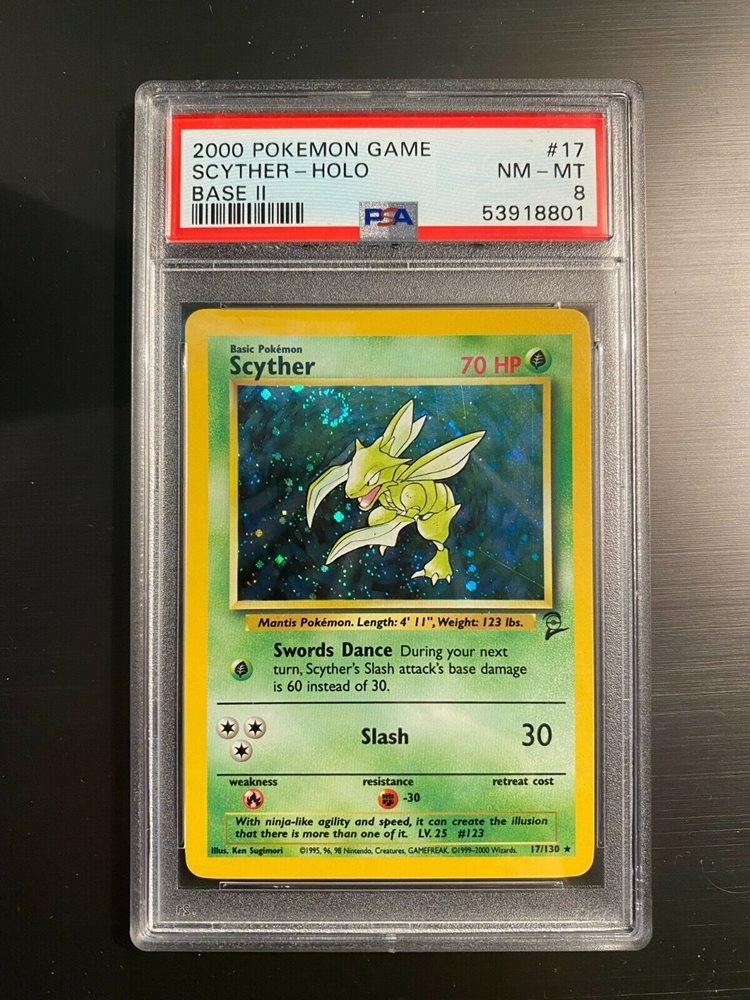 2000 POKEMON GAME #17
SCYTHER - HOLO NM - MT
BASE II 8
PSA 53918801
Basic Pokémon
Scyther 70 HP
Mantis Pokémon. Length: 4' 11", Weight: 123 lbs.
Swords Dance During your next
turn, Scyther's Slash attack's base damage
is 60 instead of 30.
Slash 30
weakness resistance retreat cost
-30
With ninja-like agility and speed, it can create the illusion
that there is more than one of it. LV. 25 #123
Illus. Ken Sugimori ©1995, 96, 98 Nintendo, Creatures, GAMEFREAK. ©1999-2000 Wizards. 17/130 ★